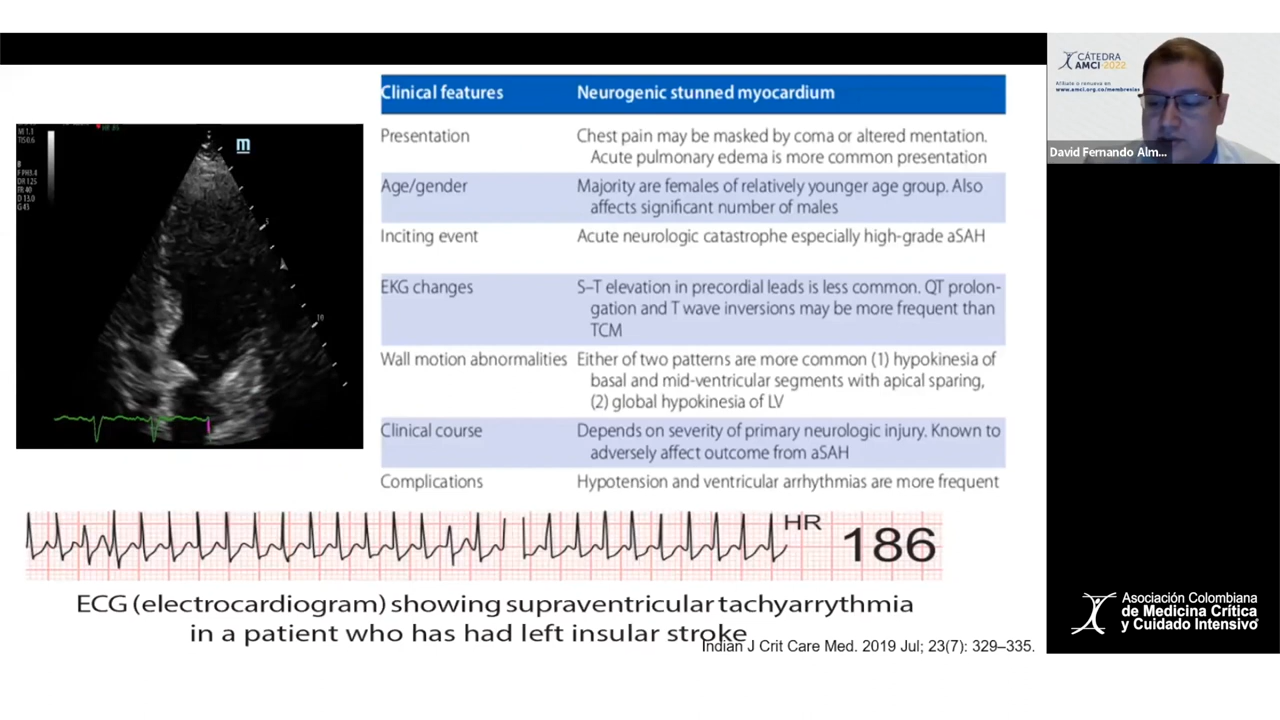 Clinical features
Neurogenic stunned myocardium
Presentation
Chest pain may be masked by coma or altered mentation.
Acute pulmonary edema is more common presentation
Age/gender
Majority are females of relatively younger age group. Also
affects significant number of males
Inciting event
Acute neurologic catastrophe especially high-grade aSAH
EKG changes
S–T elevation in precordial leads is less common. QT prolon-
gation and T wave inversions may be more frequent than
TCM
Wall motion abnormalities
Either of two patterns are more common (1) hypokinesia of
basal and mid-ventricular segments with apical sparing,
(2) global hypokinesia of LV
Clinical course
Depends on severity of primary neurologic injury. Known to
adversely affect outcome from aSAH
Complications
Hypotension and ventricular arrhythmias are more frequent
m
5
10
HR
186
ECG (electrocardiogram) showing supraventricular tachyarrythmia
in a patient who has had left insular stroke
Indian J Crit Care Med. 2019 Jul; 23(7): 329–335.
CÁTEDRA
AMCI 2022
www.amci.org.co/membresias
David Fernando Alm...
Asociación Colombiana
de Medicina Crítica
y Cuidado Intensivo